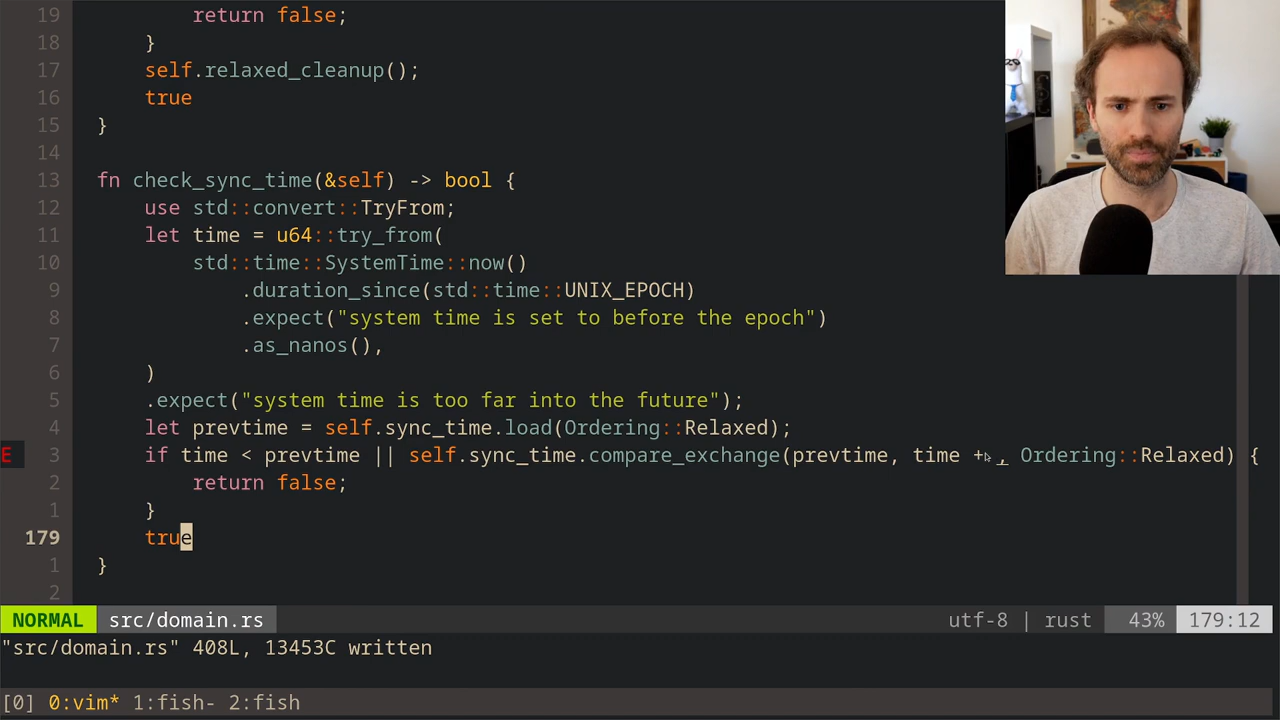 19 return false;
18 }
17 self.relaxed_cleanup();
16 true
15 }
14
13 fn check_sync_time(&self) -> bool {
12 use std::convert::TryFrom;
11 let time = u64::try_from(
10 std::time::SystemTime::now()
9 .duration_since(std::time::UNIX_EPOCH)
8 .expect("system time is set to before the epoch")
7 .as_nanos(),
6 )
5 .expect("system time is too far into the future");
4 let prevtime = self.sync_time.load(Ordering::Relaxed);
E 3 if time < prevtime || self.sync_time.compare_exchange(prevtime, time + _, Ordering::Relaxed) {
2 return false;
1 }
179 true
1 }
2
NORMAL src/domain.rs utf-8 | rust 43% 179:12
"src/domain.rs" 408L, 13453C written
[0] 0:vim* 1:fish- 2:fish